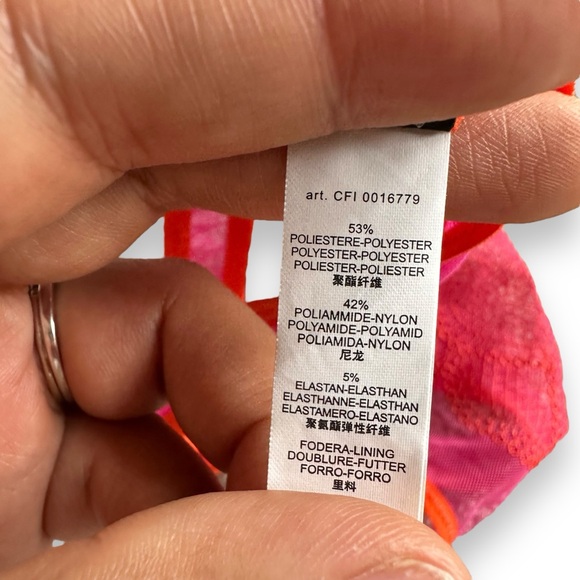 art. CFI 0016779
53%
POLIESTERE-POLYESTER
POLYESTER-POLYESTER
POLIESTER-POLIESTER
聚酯纤维
42%
POLIAMMIDE-NYLON
POLYAMIDE-POLYAMID
POLIAMIDA-NYLON
尼龙
5%
ELASTAN-ELASTHAN
ELASTHANNE-ELASTHAN
ELASTAMERO-ELASTANO
聚氨酯弹性纤维
FODERA-LINING
DOUBLURE-FUTTER
FORRO-FORRO
里料